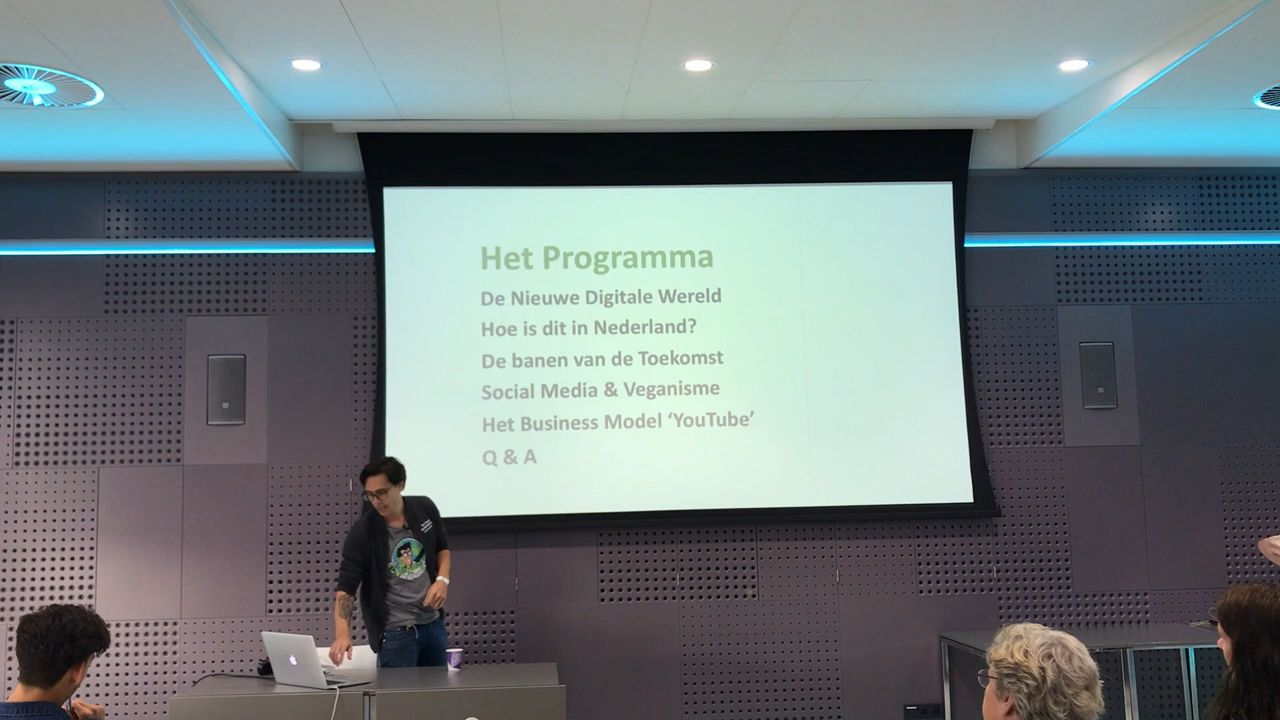 Het Programma
De Nieuwe Digitale Wereld
Hoe is dit in Nederland?
De banen van de Toekomst
Social Media & Veganisme
Het Business Model ‘YouTube’
Q & A